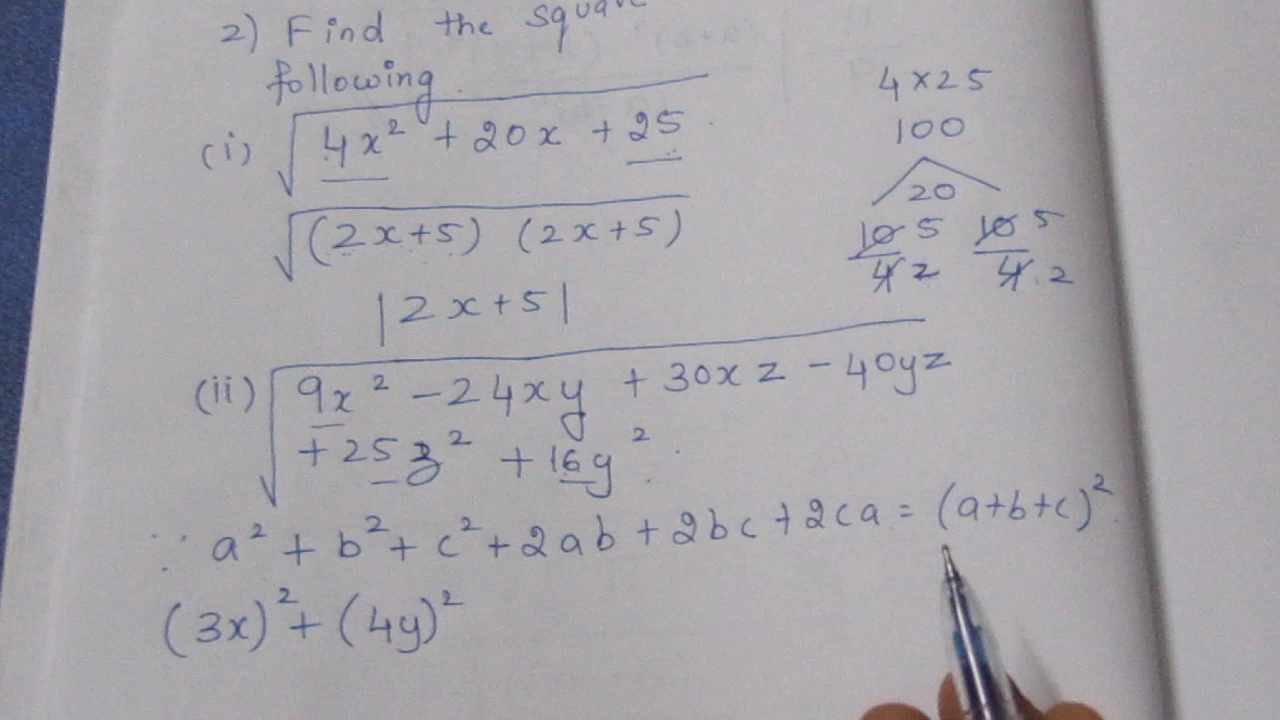 2) Find the square
following.
(i) √4x² + 20x + 25
√(2x+5) (2x+5)
|2x+5|
4×25
100
20
10 5 10 5
4 2 4 2
(ii) √9x² - 24xy + 30xz - 40yz
+ 25z² + 16y²
∵ a² + b² + c² + 2ab + 2bc + 2ca = (a+b+c)²
(3x)² + (4y)²